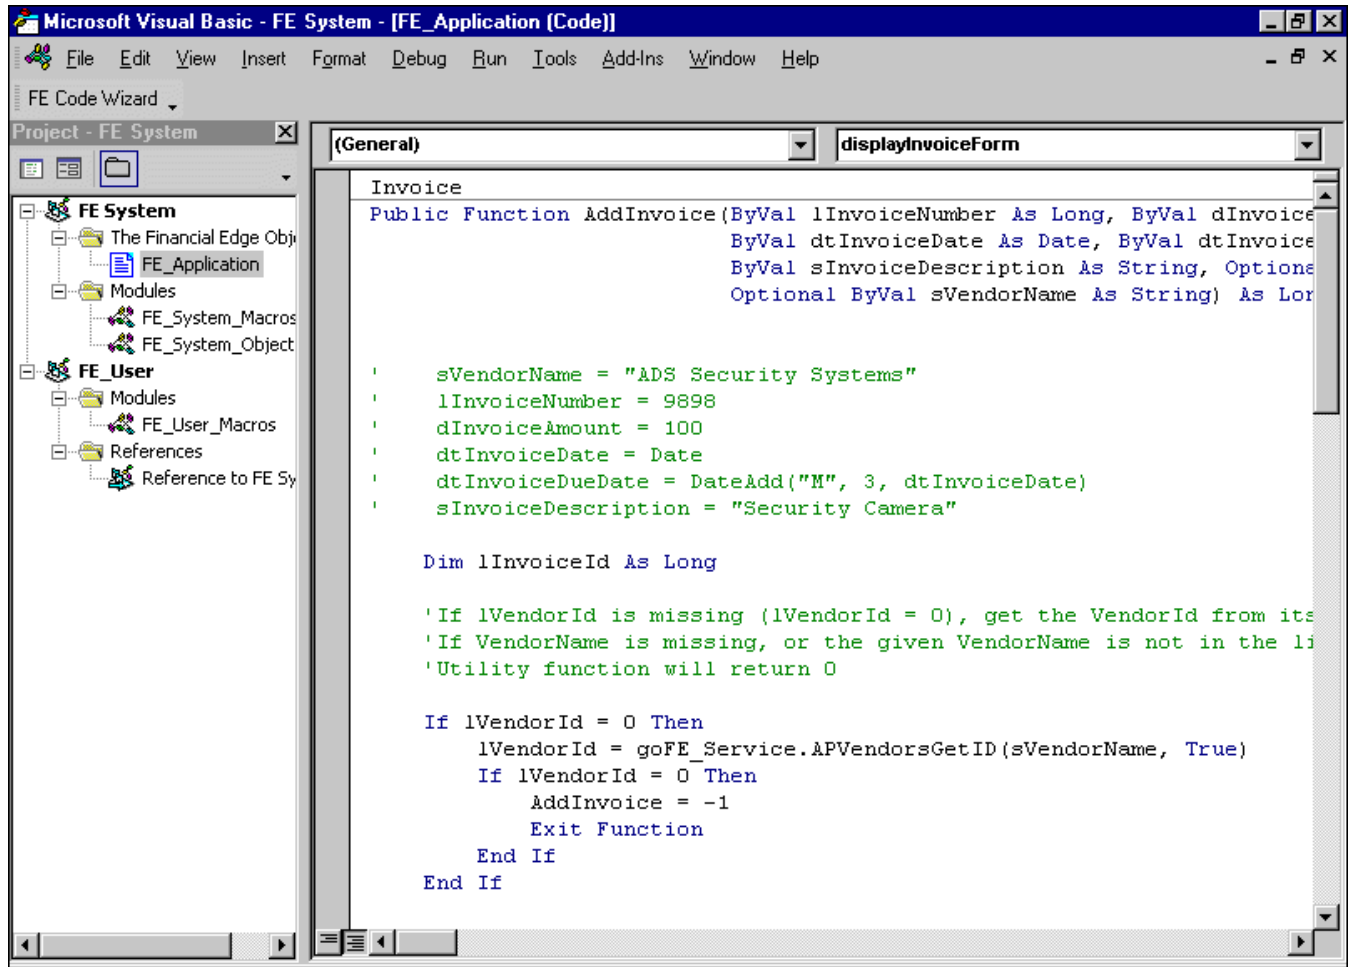 Microsoft Visual Basic - FE System - [FE_Application (Code)]
File Edit View Insert Format Debug Run Tools Add-Ins Window Help
FE Code Wizard
Project - FE System
FE System
The Financial Edge Obj
FE_Application
Modules
FE_System_Macros
FE_System_Object
FE_User
Modules
FE_User_Macros
References
Reference to FE Sy
(General) displayInvoiceForm
Invoice
Public Function AddInvoice(ByVal lInvoiceNumber As Long, ByVal dInvoice
ByVal dtInvoiceDate As Date, ByVal dtInvoice
ByVal sInvoiceDescription As String, Optiona
Optional ByVal sVendorName As String) As Lon
' sVendorName = "ADS Security Systems"
' lInvoiceNumber = 9898
' dInvoiceAmount = 100
' dtInvoiceDate = Date
' dtInvoiceDueDate = DateAdd("M", 3, dtInvoiceDate)
' sInvoiceDescription = "Security Camera"
Dim lInvoiceId As Long
'If lVendorId is missing (lVendorId = 0), get the VendorId from its
'If VendorName is missing, or the given VendorName is not in the li
'Utility function will return 0
If lVendorId = 0 Then
lVendorId = goFE_Service.APVendorsGetID(sVendorName, True)
If lVendorId = 0 Then
AddInvoice = -1
Exit Function
End If
End If